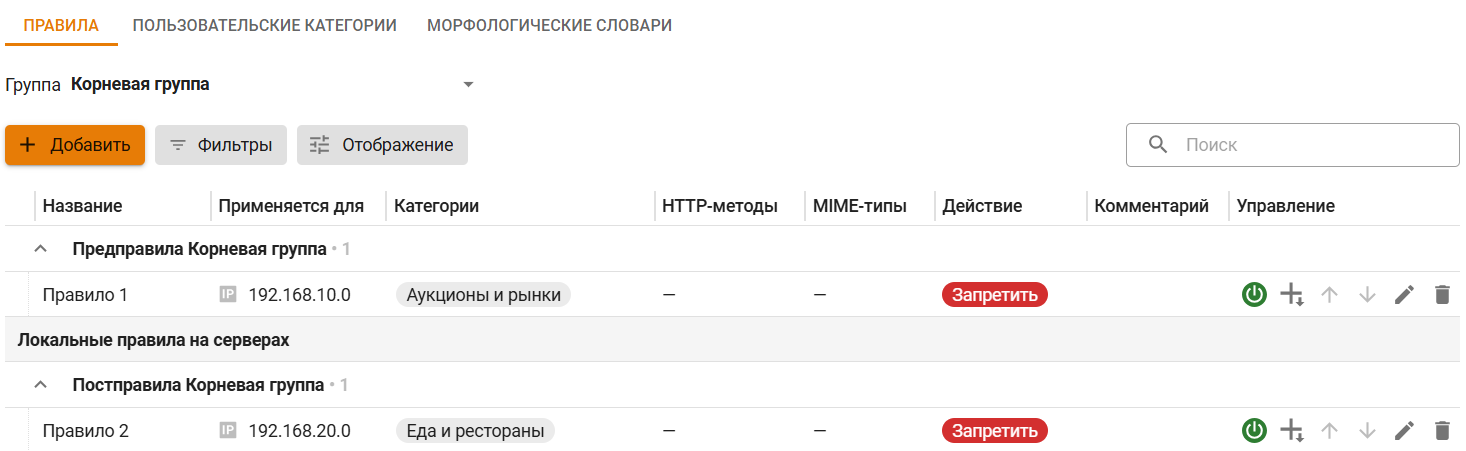 ПРАВИЛА ПОЛЬЗОВАТЕЛЬСКИЕ КАТЕГОРИИ МОРФОЛОГИЧЕСКИЕ СЛОВАРИ
Группа Корневая группа
Добавить Фильтры Отображение Поиск
Название Применяется для Категории HTTP-методы MIME-типы Действие Комментарий Управление
Предправила Корневая группа • 1
Правило 1 IP 192.168.10.0 Аукционы и рынки — — Запретить
Локальные правила на серверах
Постправила Корневая группа • 1
Правило 2 IP 192.168.20.0 Еда и рестораны — — Запретить